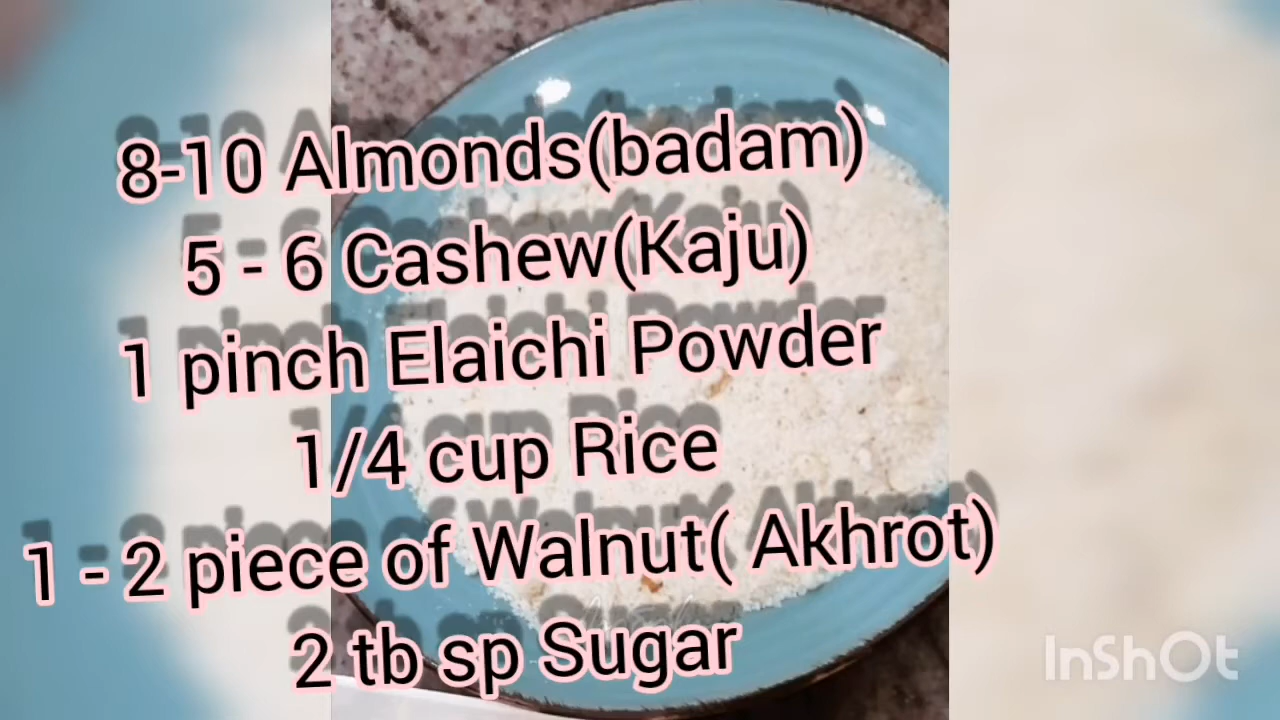 8-10 Almonds(badam)
5 - 6 Cashew(Kaju)
1 pinch Elaichi Powder
1/4 cup Rice
1 - 2 piece of Walnut( Akhrot)
2 tb sp Sugar
InShOt